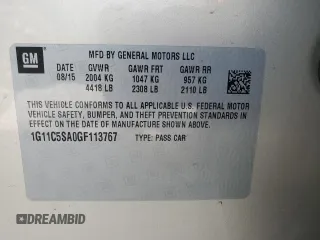 GM
MFD BY GENERAL MOTORS LLC
DATE GVWR GAWR FRT GAWR RR
08/15 2004 KG 1047 KG 957 KG
4418 LB 2308 LB 2110 LB
THIS VEHICLE CONFORMS TO ALL APPLICABLE U.S. FEDERAL MOTOR
VEHICLE SAFETY, BUMPER, AND THEFT PREVENTION STANDARDS
IN EFFECT ON THE DATE OF MANUFACTURE SHOWN ABOVE.
1G11C5SA0GF113767 TYPE: PASS CAR
AUTOBIDMASTER